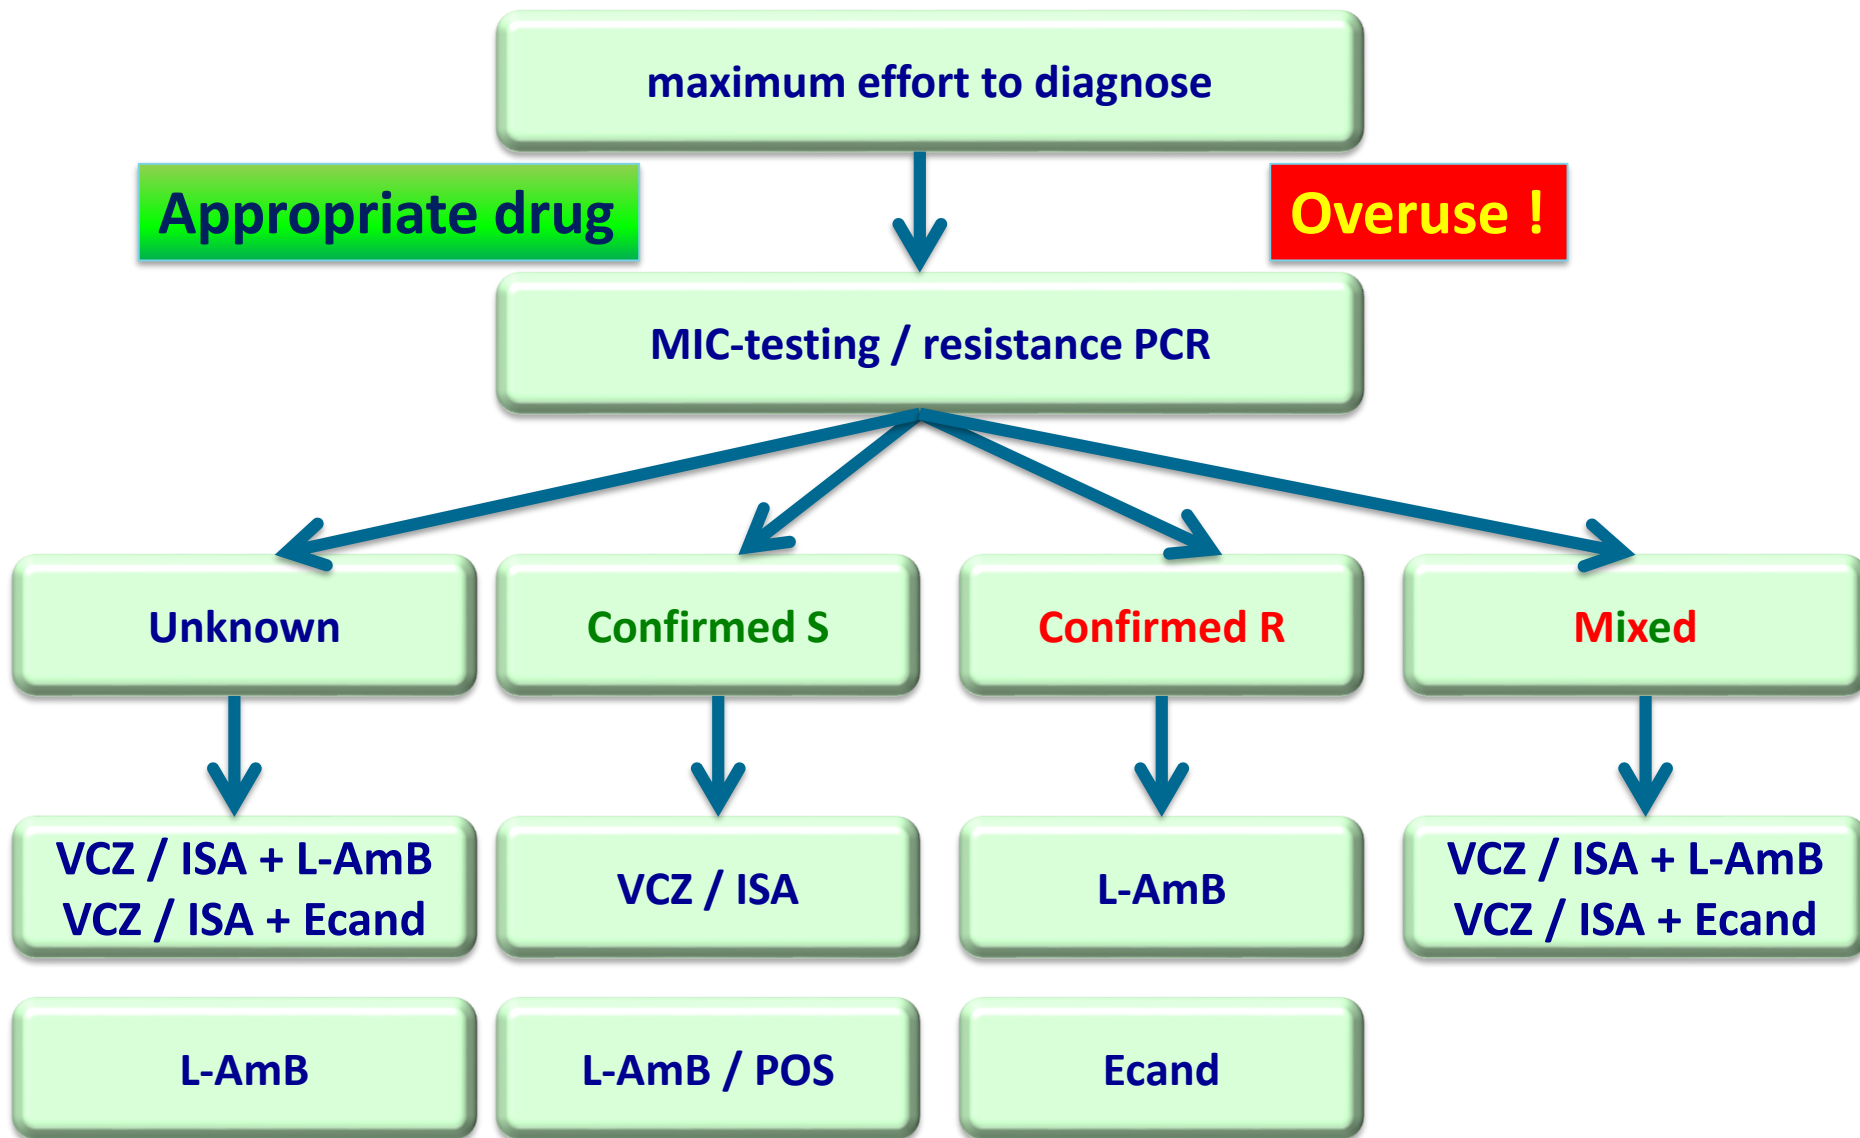 maximum effort to diagnose
Appropriate drug
Overuse !
MIC-testing / resistance PCR
Unknown
Confirmed S
Confirmed R
Mixed
VCZ / ISA + L-AmB
VCZ / ISA + Ecand
VCZ / ISA
L-AmB
VCZ / ISA + L-AmB
VCZ / ISA + Ecand
L-AmB
L-AmB / POS
Ecand